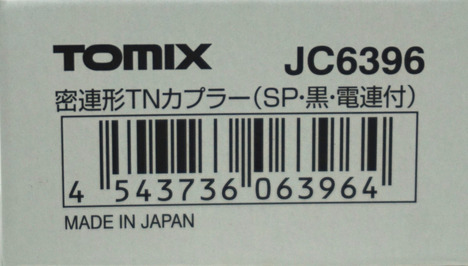 TOMIX JC6396
密連形TNカプラー(SP・黒・電連付)
4 543736 063964
MADE IN JAPAN